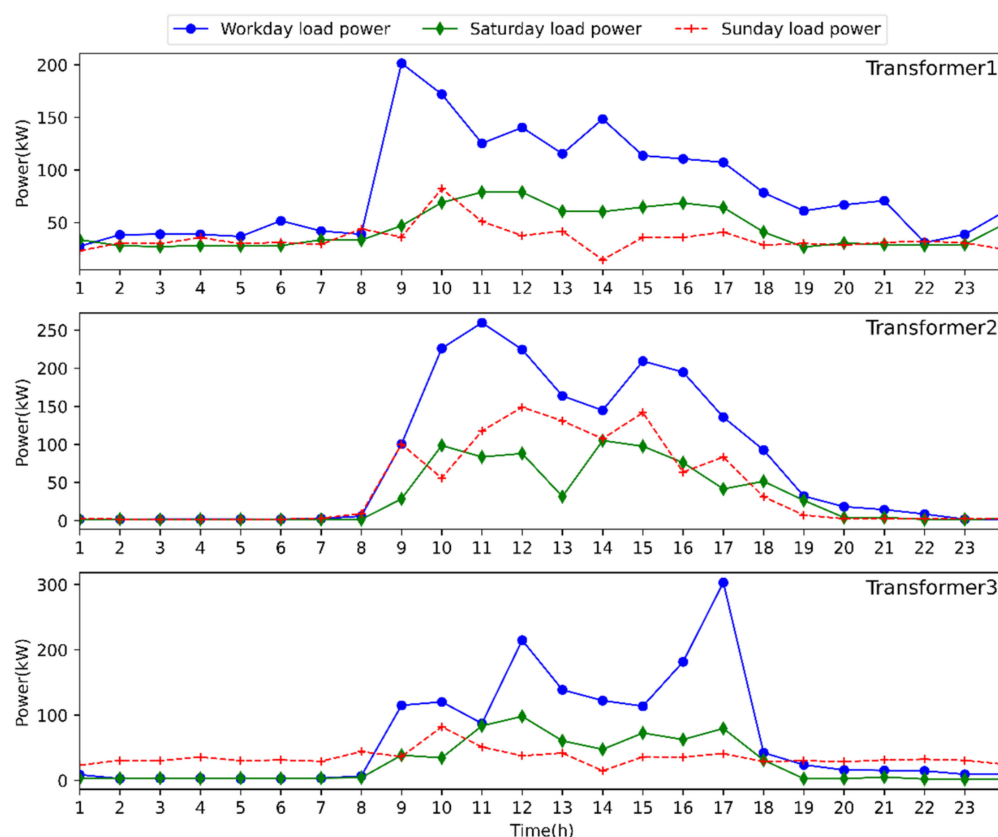 Workday load power Saturday load power Sunday load power
Transformer1
Power(kW)
200
150
100
50
1 2 3 4 5 6 7 8 9 10 11 12 13 14 15 16 17 18 19 20 21 22 23
Transformer2
Power(kW)
250
200
150
100
50
0
1 2 3 4 5 6 7 8 9 10 11 12 13 14 15 16 17 18 19 20 21 22 23
Transformer3
Power(kW)
300
200
100
0
1 2 3 4 5 6 7 8 9 10 11 12 13 14 15 16 17 18 19 20 21 22 23
Time(h)